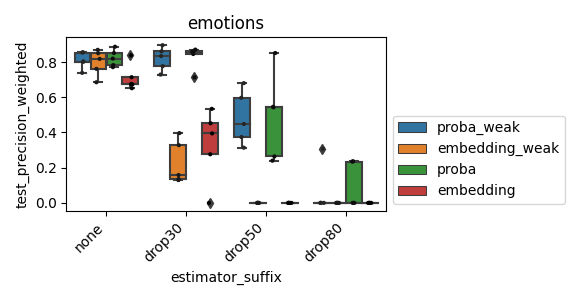 emotions
test_precision_weighted
0.8
0.6
0.4
0.2
0.0
none
drop30
drop50
drop80
estimator_suffix
proba_weak
embedding_weak
proba
embedding